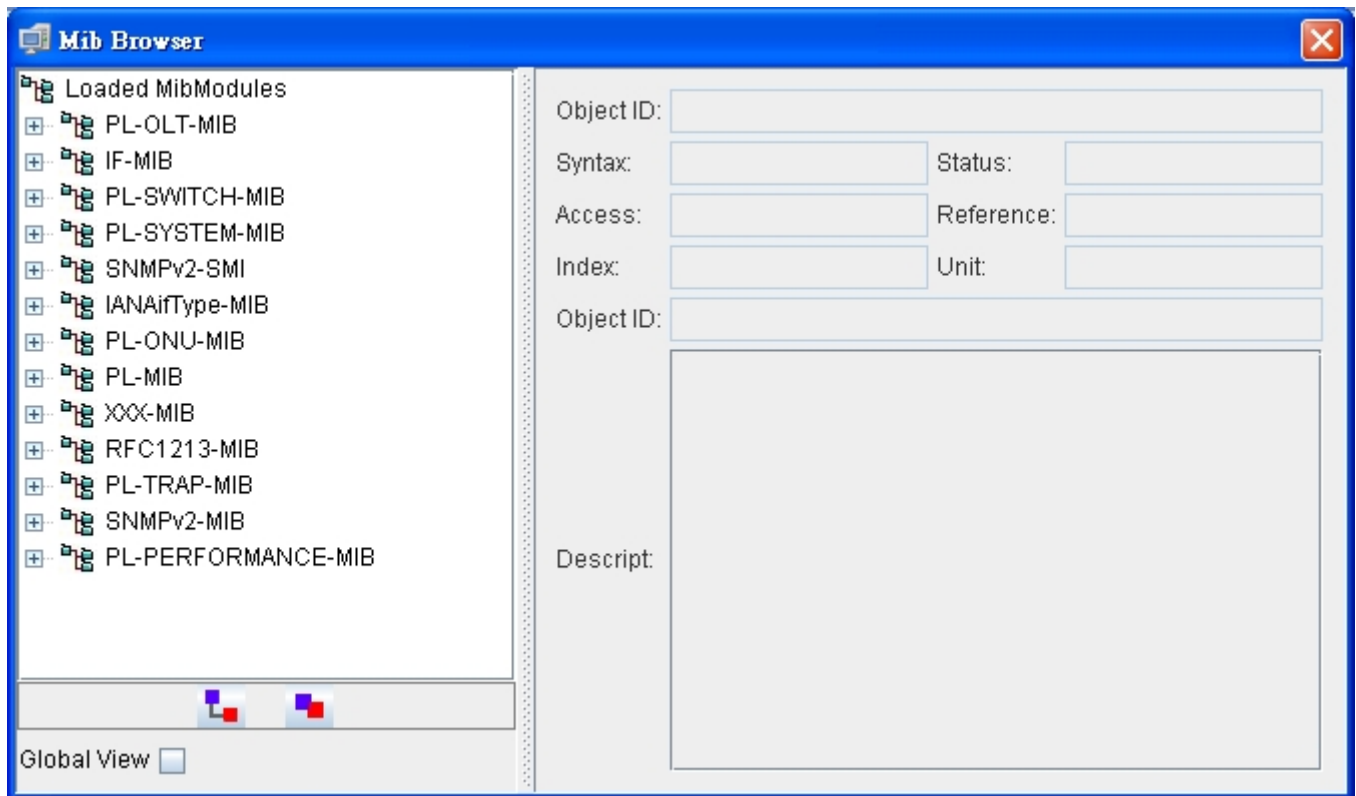 Mib Browser
Loaded MibModules
PL-OLT-MIB
IF-MIB
PL-SWITCH-MIB
PL-SYSTEM-MIB
SNMPv2-SMI
IANAifType-MIB
PL-ONU-MIB
PL-MIB
XXX-MIB
RFC1213-MIB
PL-TRAP-MIB
SNMPv2-MIB
PL-PERFORMANCE-MIB
Global View
Object ID:
Syntax: Status:
Access: Reference:
Index: Unit:
Object ID:
Descript: